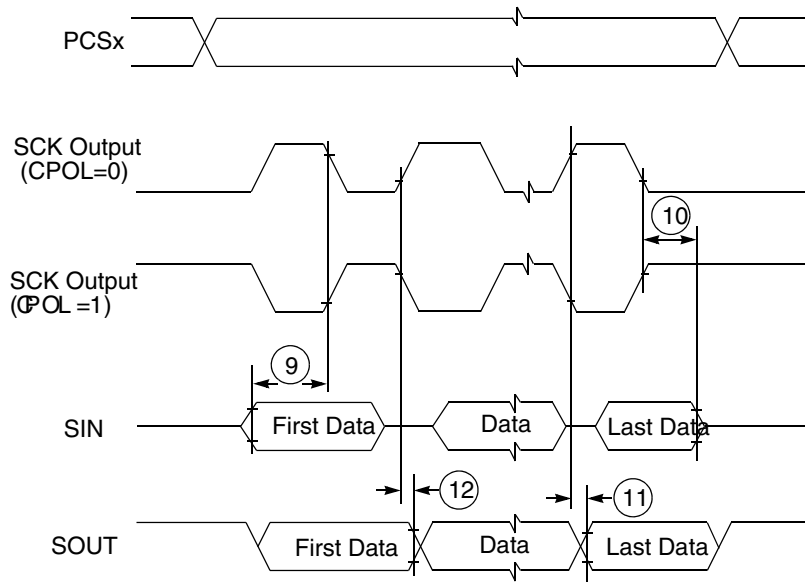 PCSx
SCK Output
(CPOL=0)
10
SCK Output
(CPOL =1)
9
SIN
First Data
Data
Last Data
12
11
SOUT
First Data
Data
Last Data